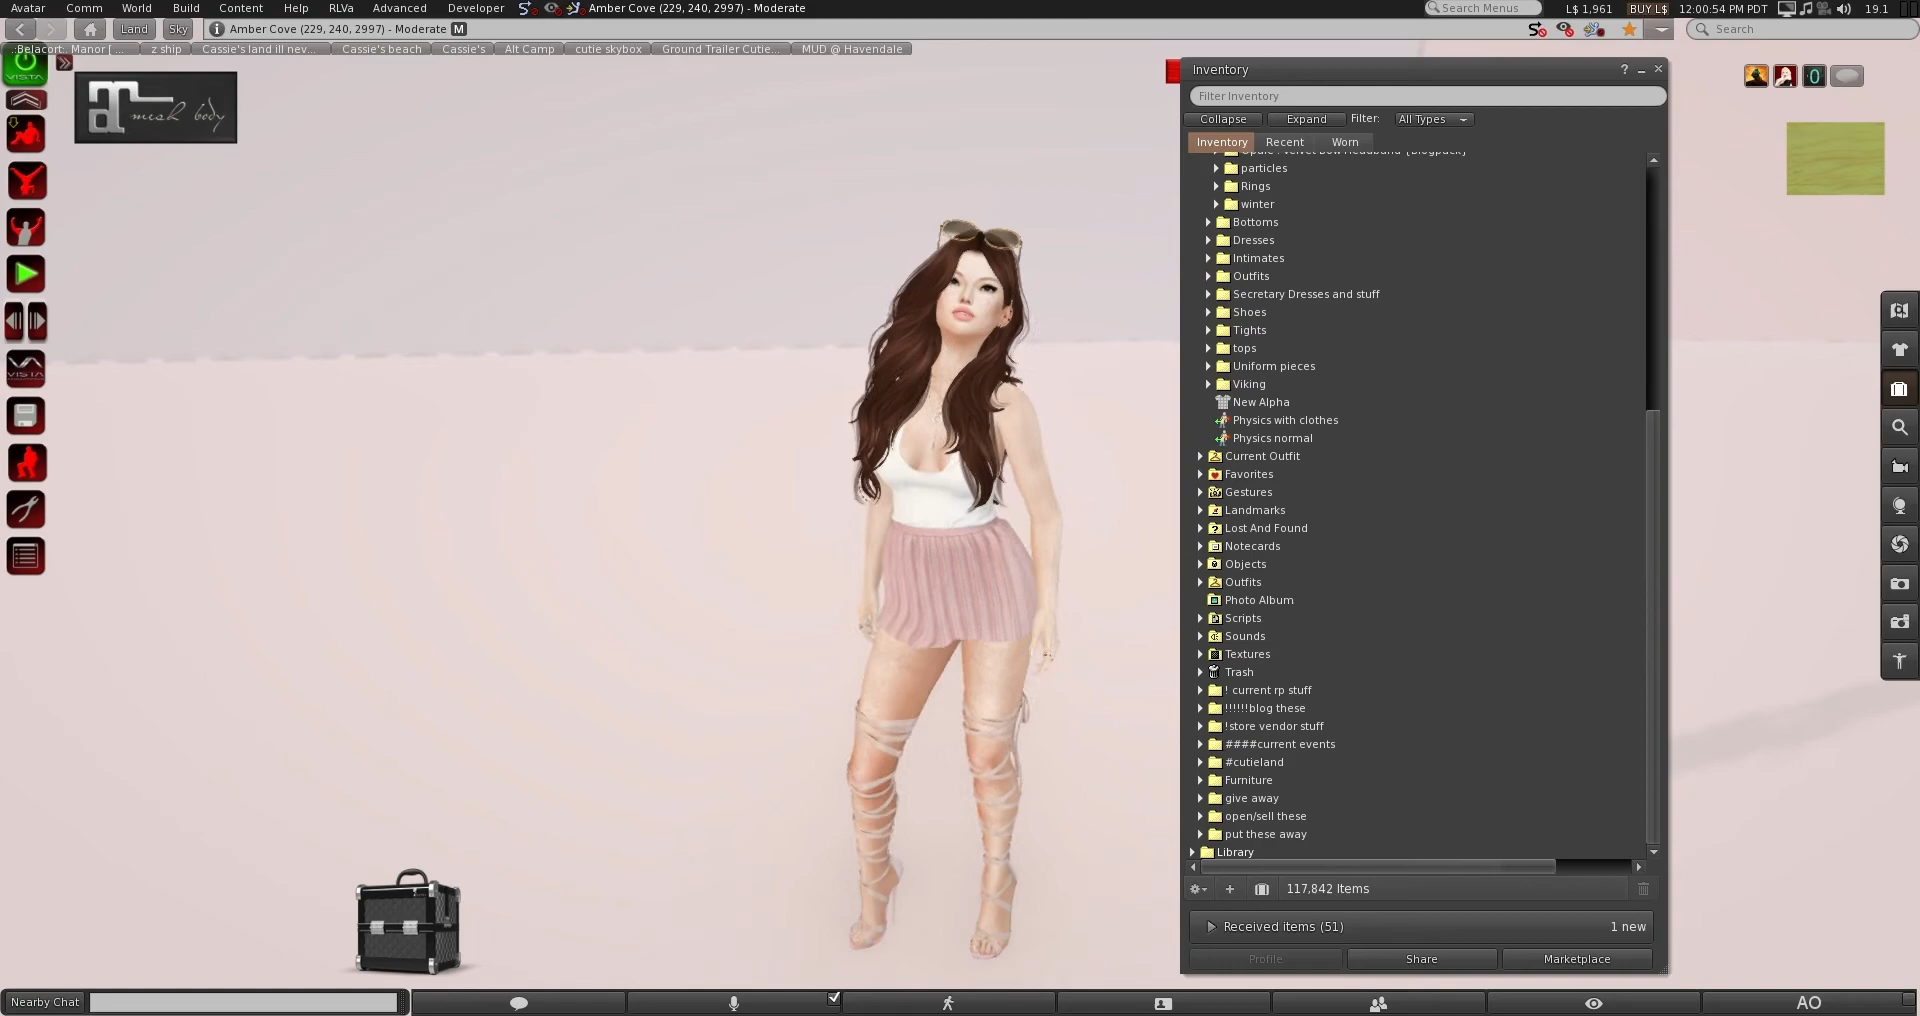 Avatar Comm World Build Content Help RLVa Advanced Developer Amber Cove (229, 240, 2997) - Moderate Search Menus L$ 1,961 BUY L$ 12:00:54 PM PDT 19.1
Land Sky Amber Cove (229, 240, 2997) - Moderate M Search
.:Belacort:. Manor [ ... z ship Cassie's land ill nev... Cassie's beach Cassie's Alt Camp cutie skybox Ground Trailer Cutie... MUD @ Havendale
VISTA
mesh body
VISTA
Inventory ?
Filter Inventory
Collapse Expand Filter: All Types
Inventory Recent Worn
particles
Rings
winter
Bottoms
Dresses
Intimates
Outfits
Secretary Dresses and stuff
Shoes
Tights
tops
Uniform pieces
Viking
New Alpha
Physics with clothes
Physics normal
Current Outfit
Favorites
Gestures
Landmarks
Lost And Found
Notecards
Objects
Outfits
Photo Album
Scripts
Sounds
Textures
Trash
! current rp stuff
!!!!!!blog these
!store vendor stuff
####current events
#cutieland
Furniture
give away
open/sell these
put these away
Library
117,842 Items
Received items (51) 1 new
Profile Share Marketplace
Nearby Chat AO